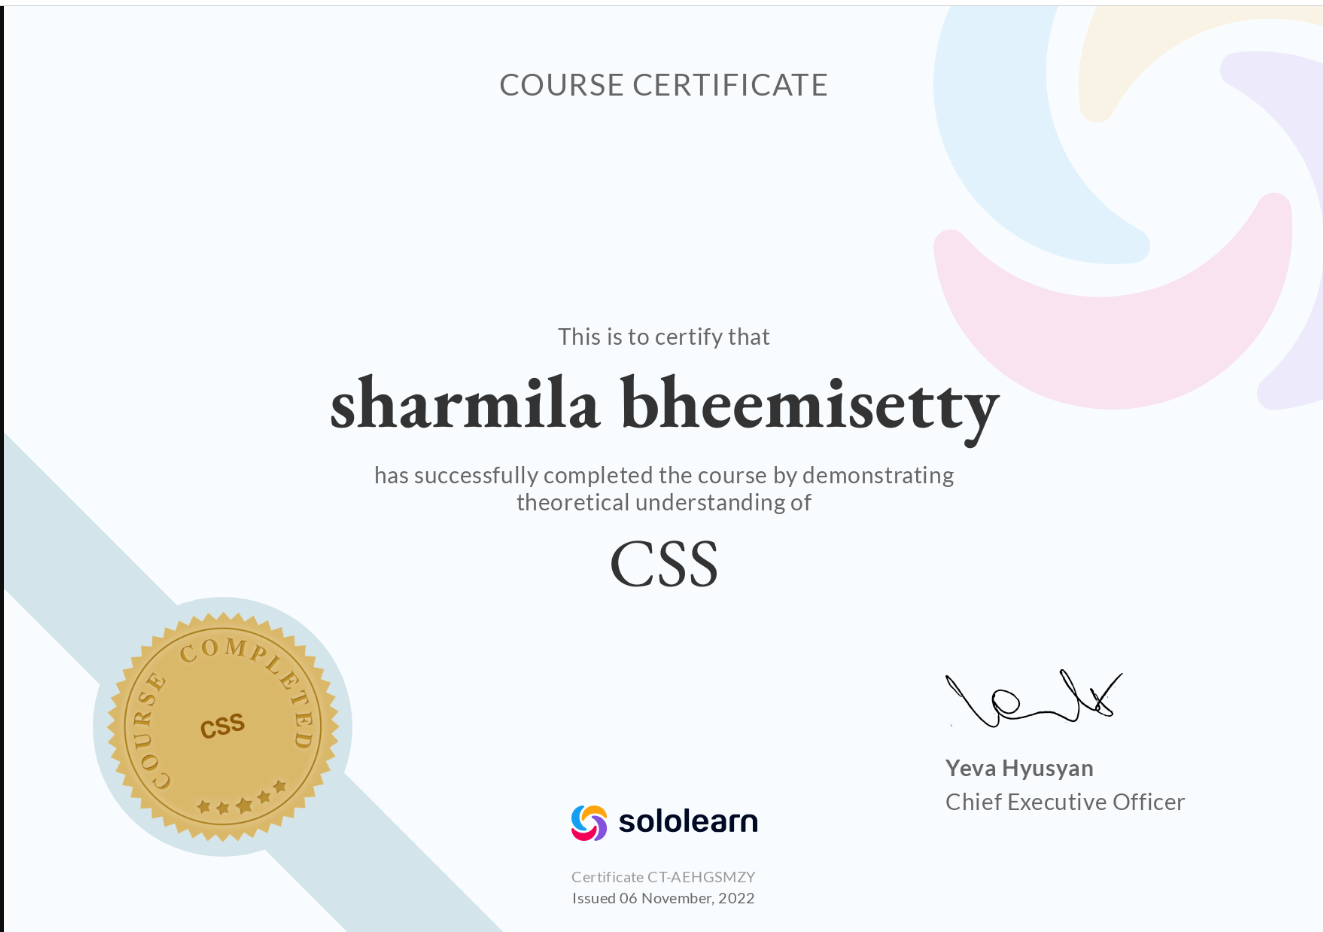 COURSE CERTIFICATE
This is to certify that
sharmila bheemisetty
has successfully completed the course by demonstrating
theoretical understanding of
CSS
COURSE COMPLETED
CSS
Yeva Hyusyan
Chief Executive Officer
sololearn
Certificate CT-AEHGSMZY
Issued 06 November, 2022